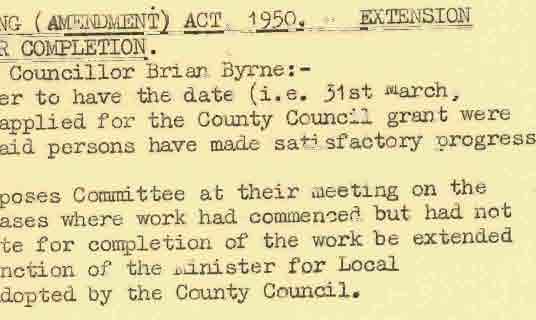 NG (AMENDMENT) ACT 1950. EXTENSION
R COMPLETION.
Councillor Brian Byrne:-
er to have the date (i.e. 31st March,
applied for the County Council grant were
aid persons have made satisfactory progress
poses Committee at their meeting on the
ases where work had commenced but had not
te for completion of the work be extended
nction of the Minister for Local
dopted by the County Council.